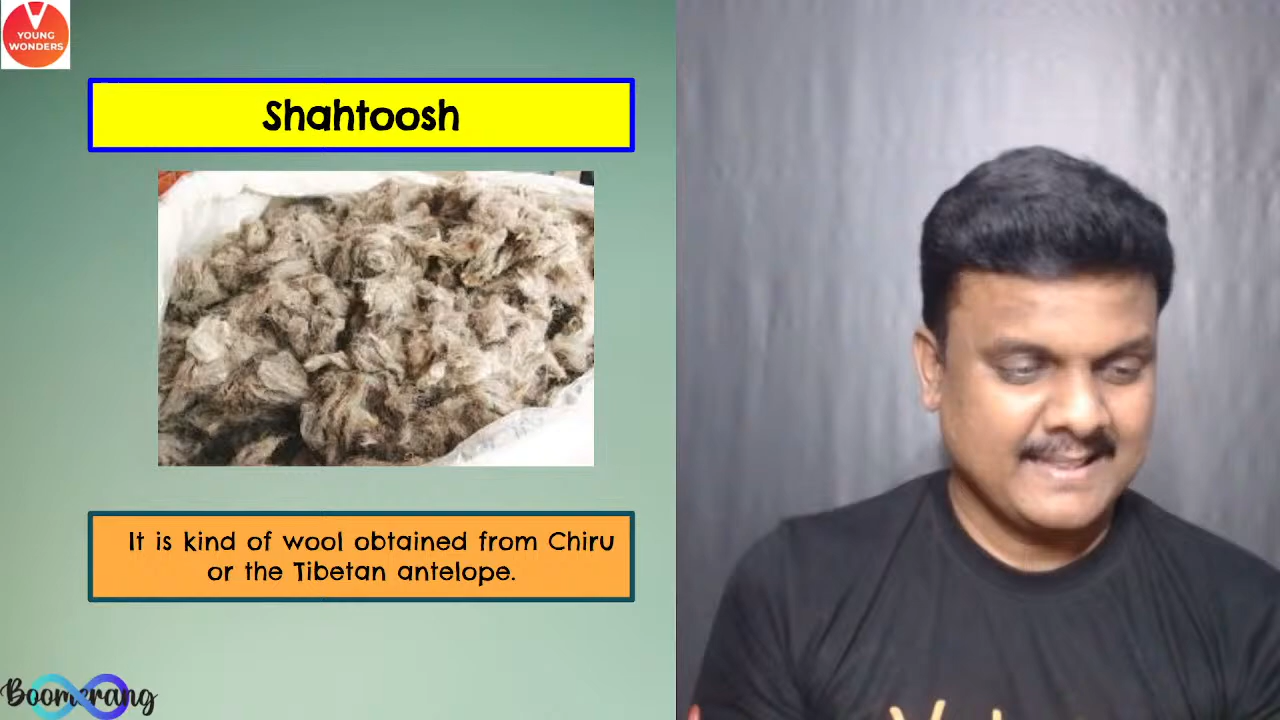 YOUNG
WONDERS
Shahtoosh
It is kind of wool obtained from Chiru
or the Tibetan antelope.
Boomerang